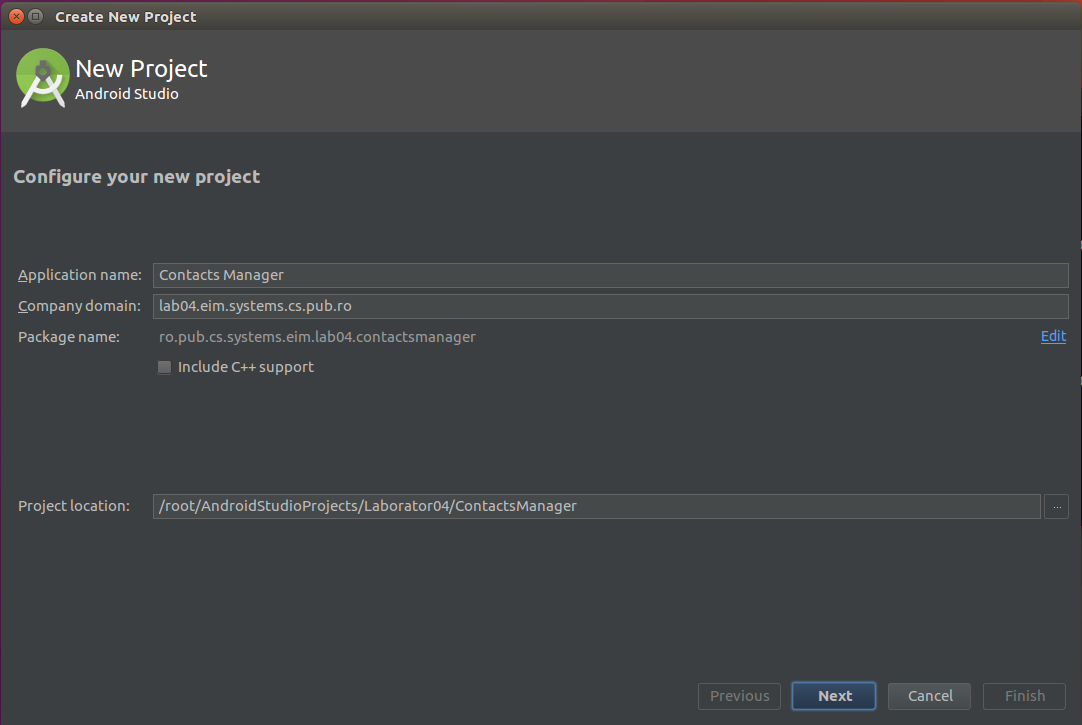 Create New Project
New Project
Android Studio
Configure your new project
Application name: Contacts Manager
Company domain: lab04.eim.systems.cs.pub.ro
Package name: ro.pub.cs.systems.eim.lab04.contactsmanager Edit
Include C++ support
Project location: /root/AndroidStudioProjects/Laborator04/ContactsManager ...
Previous Next Cancel Finish